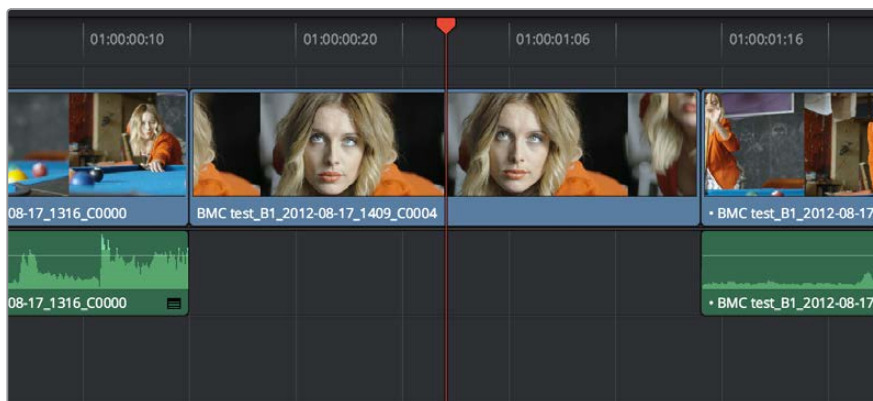 01:00:00:10 01:00:00:20 01:00:01:06 01:00:01:16
08-17_1316_C0000 BMC test_B1_2012-08-17_1409_C0004 • BMC test_B1_2012-08-17
08-17_1316_C0000 • BMC test_B1_2012-08-17